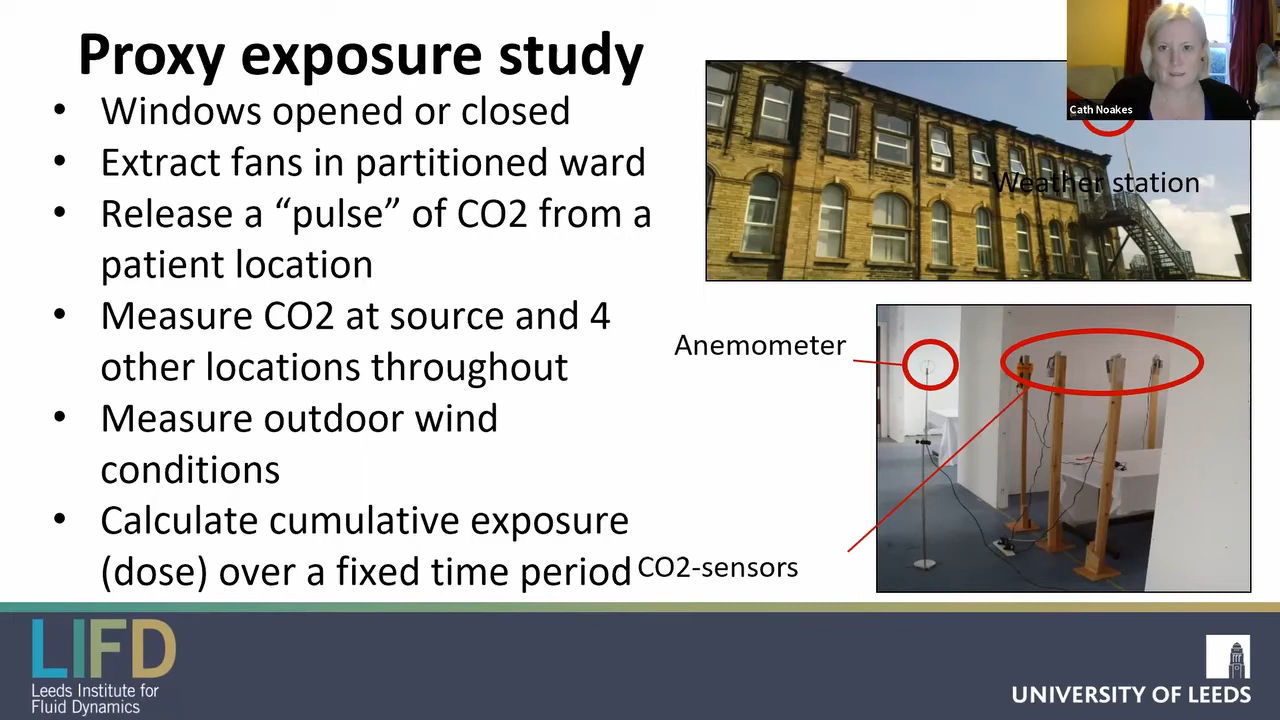 Proxy exposure study
• Windows opened or closed
• Extract fans in partitioned ward
• Release a “pulse” of CO2 from a
patient location
• Measure CO2 at source and 4
other locations throughout
• Measure outdoor wind
conditions
• Calculate cumulative exposure
(dose) over a fixed time period
Cath Noakes
Weather station
Anemometer
CO2-sensors
LIFD
Leeds Institute for
Fluid Dynamics
UNIVERSITY OF LEEDS